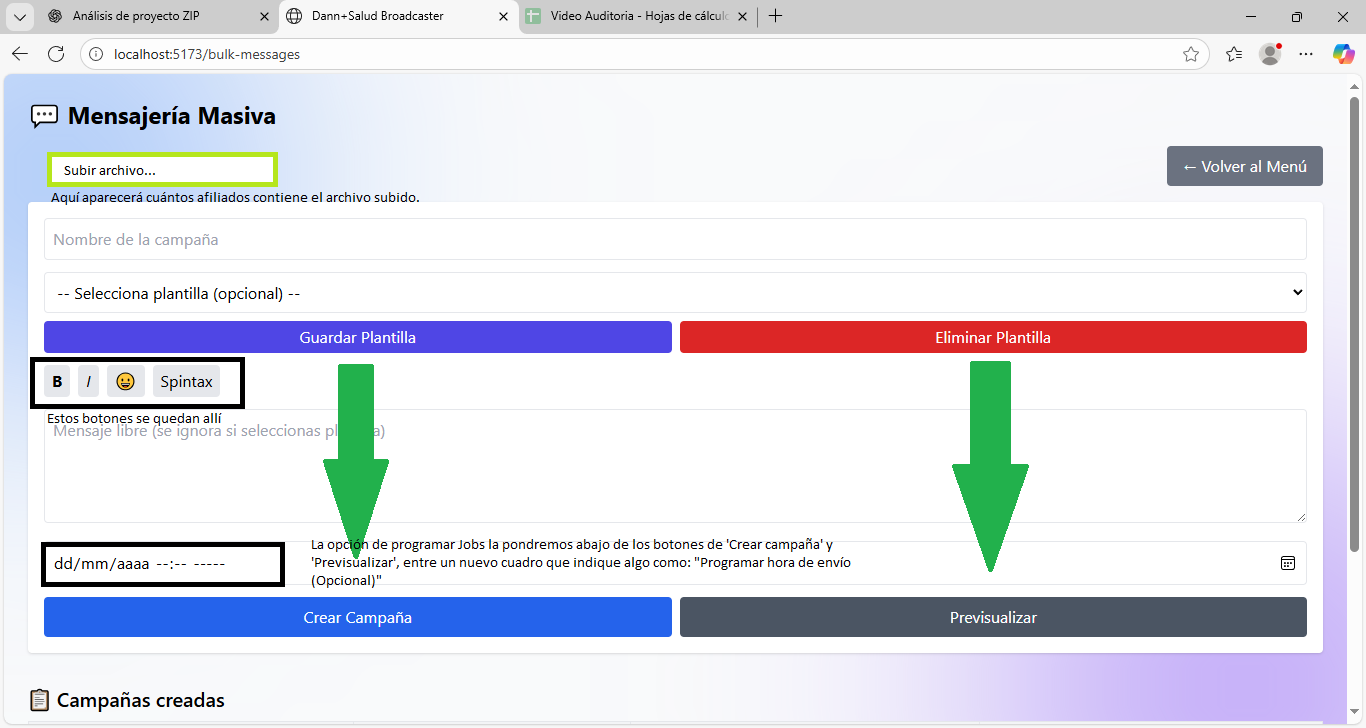 Análisis de proyecto ZIP
Dann+Salud Broadcaster
Video Auditoria - Hojas de cálcul
localhost:5173/bulk-messages
Mensajería Masiva
Subir archivo...
← Volver al Menú
Aquí aparecerá cuántos afiliados contiene el archivo subido.
Nombre de la campaña
-- Selecciona plantilla (opcional) --
Guardar Plantilla
Eliminar Plantilla
B I 😀 Spintax
Estos botones se quedan allí
Mensaje libre (se ignora si seleccionas pl a)
La opción de programar Jobs la pondremos abajo de los botones de 'Crear campaña' y
'Previsualizar', entre un nuevo cuadro que indique algo como: "Programar hora de envío
(Opcional)"
dd/mm/aaaa --:-- -----
Crear Campaña
Previsualizar
Campañas creadas